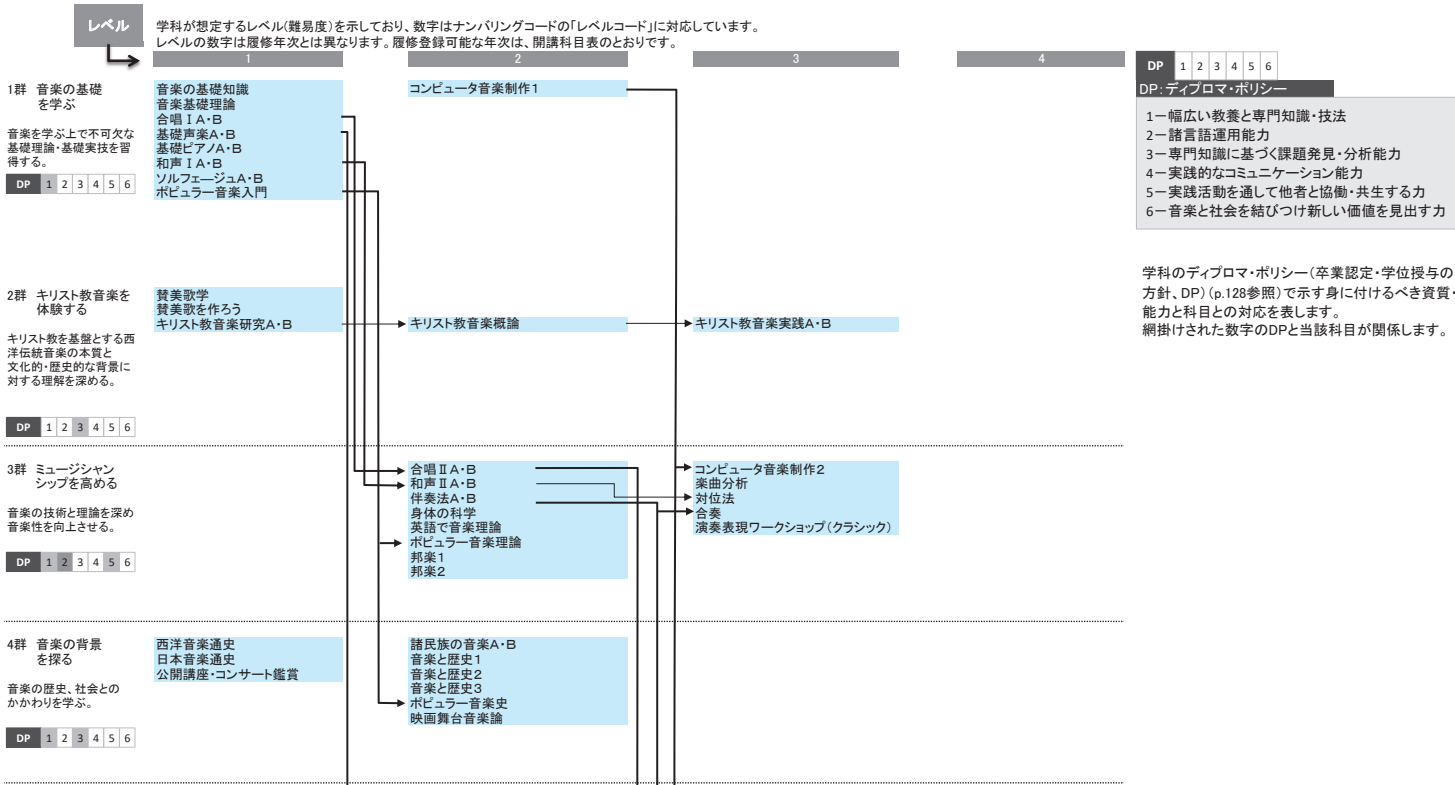 レベル
学科が想定するレベル(難易度)を示しており、数字はナンバリングコードの「レベルコード」に対応しています。
レベルの数字は履修年次とは異なります。履修登録可能な年次は、開講科目表のとおりです。
1 2 3 4
1群 音楽の基礎
を学ぶ
音楽を学ぶ上で不可欠な
基礎理論・基礎実技を習
得する。
DP 1 2 3 4 5 6
音楽の基礎知識
音楽基礎理論
合唱ⅠA・B
基礎声楽A・B
基礎ピアノA・B
和声ⅠA・B
ソルフェ―ジュA・B
ポピュラー音楽入門
コンピュータ音楽制作1
2群 キリスト教音楽を
体験する
キリスト教を基盤とする西
洋伝統音楽の本質と
文化的・歴史的な背景に
対する理解を深める。
DP 1 2 3 4 5 6
賛美歌学
賛美歌を作ろう
キリスト教音楽研究A・B
キリスト教音楽概論
キリスト教音楽実践A・B
3群 ミュージシャン
シップを高める
音楽の技術と理論を深め
音楽性を向上させる。
DP 1 2 3 4 5 6
合唱ⅡA・B
和声ⅡA・B
伴奏法A・B
身体の科学
英語で音楽理論
ポピュラー音楽理論
邦楽1
邦楽2
コンピュータ音楽制作2
楽曲分析
対位法
合奏
演奏表現ワークショップ(クラシック)
4群 音楽の背景
を探る
音楽の歴史、社会との
かかわりを学ぶ。
DP 1 2 3 4 5 6
西洋音楽通史
日本音楽通史
公開講座・コンサート鑑賞
諸民族の音楽A・B
音楽と歴史1
音楽と歴史2
音楽と歴史3
ポピュラー音楽史
映画舞台音楽論
DP 1 2 3 4 5 6
DP:ディプロマ・ポリシー
1－幅広い教養と専門知識・技法
2－諸言語運用能力
3－専門知識に基づく課題発見・分析能力
4－実践的なコミュニケーション能力
5－実践活動を通して他者と協働・共生する力
6－音楽と社会を結びつけ新しい価値を見出す力
学科のディプロマ・ポリシー(卒業認定・学位授与の
方針、DP)(p.128参照)で示す身に付けるべき資質・
能力と科目との対応を表します。
網掛けされた数字のDPと当該科目が関係します。